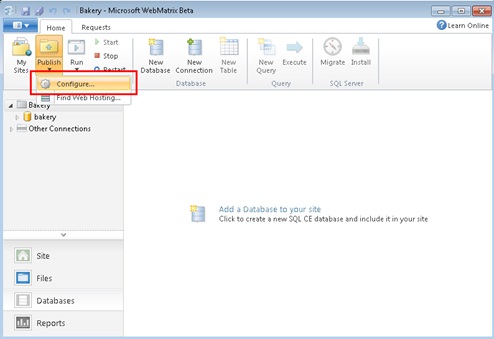 Bakery - Microsoft WebMatrix Beta
Home Requests
Learn Online
My Sites
Publish
Run
Start
Stop
Restart
New Database
New Connection
New Table
Database
New Query
Execute
Query
Migrate
Install
SQL Server
Configure...
Find Web Hosting...
Bakery
bakery
Other Connections
Add a Database to your site
Click to create a new SQL CE database and include it in your site
Site
Files
Databases
Reports